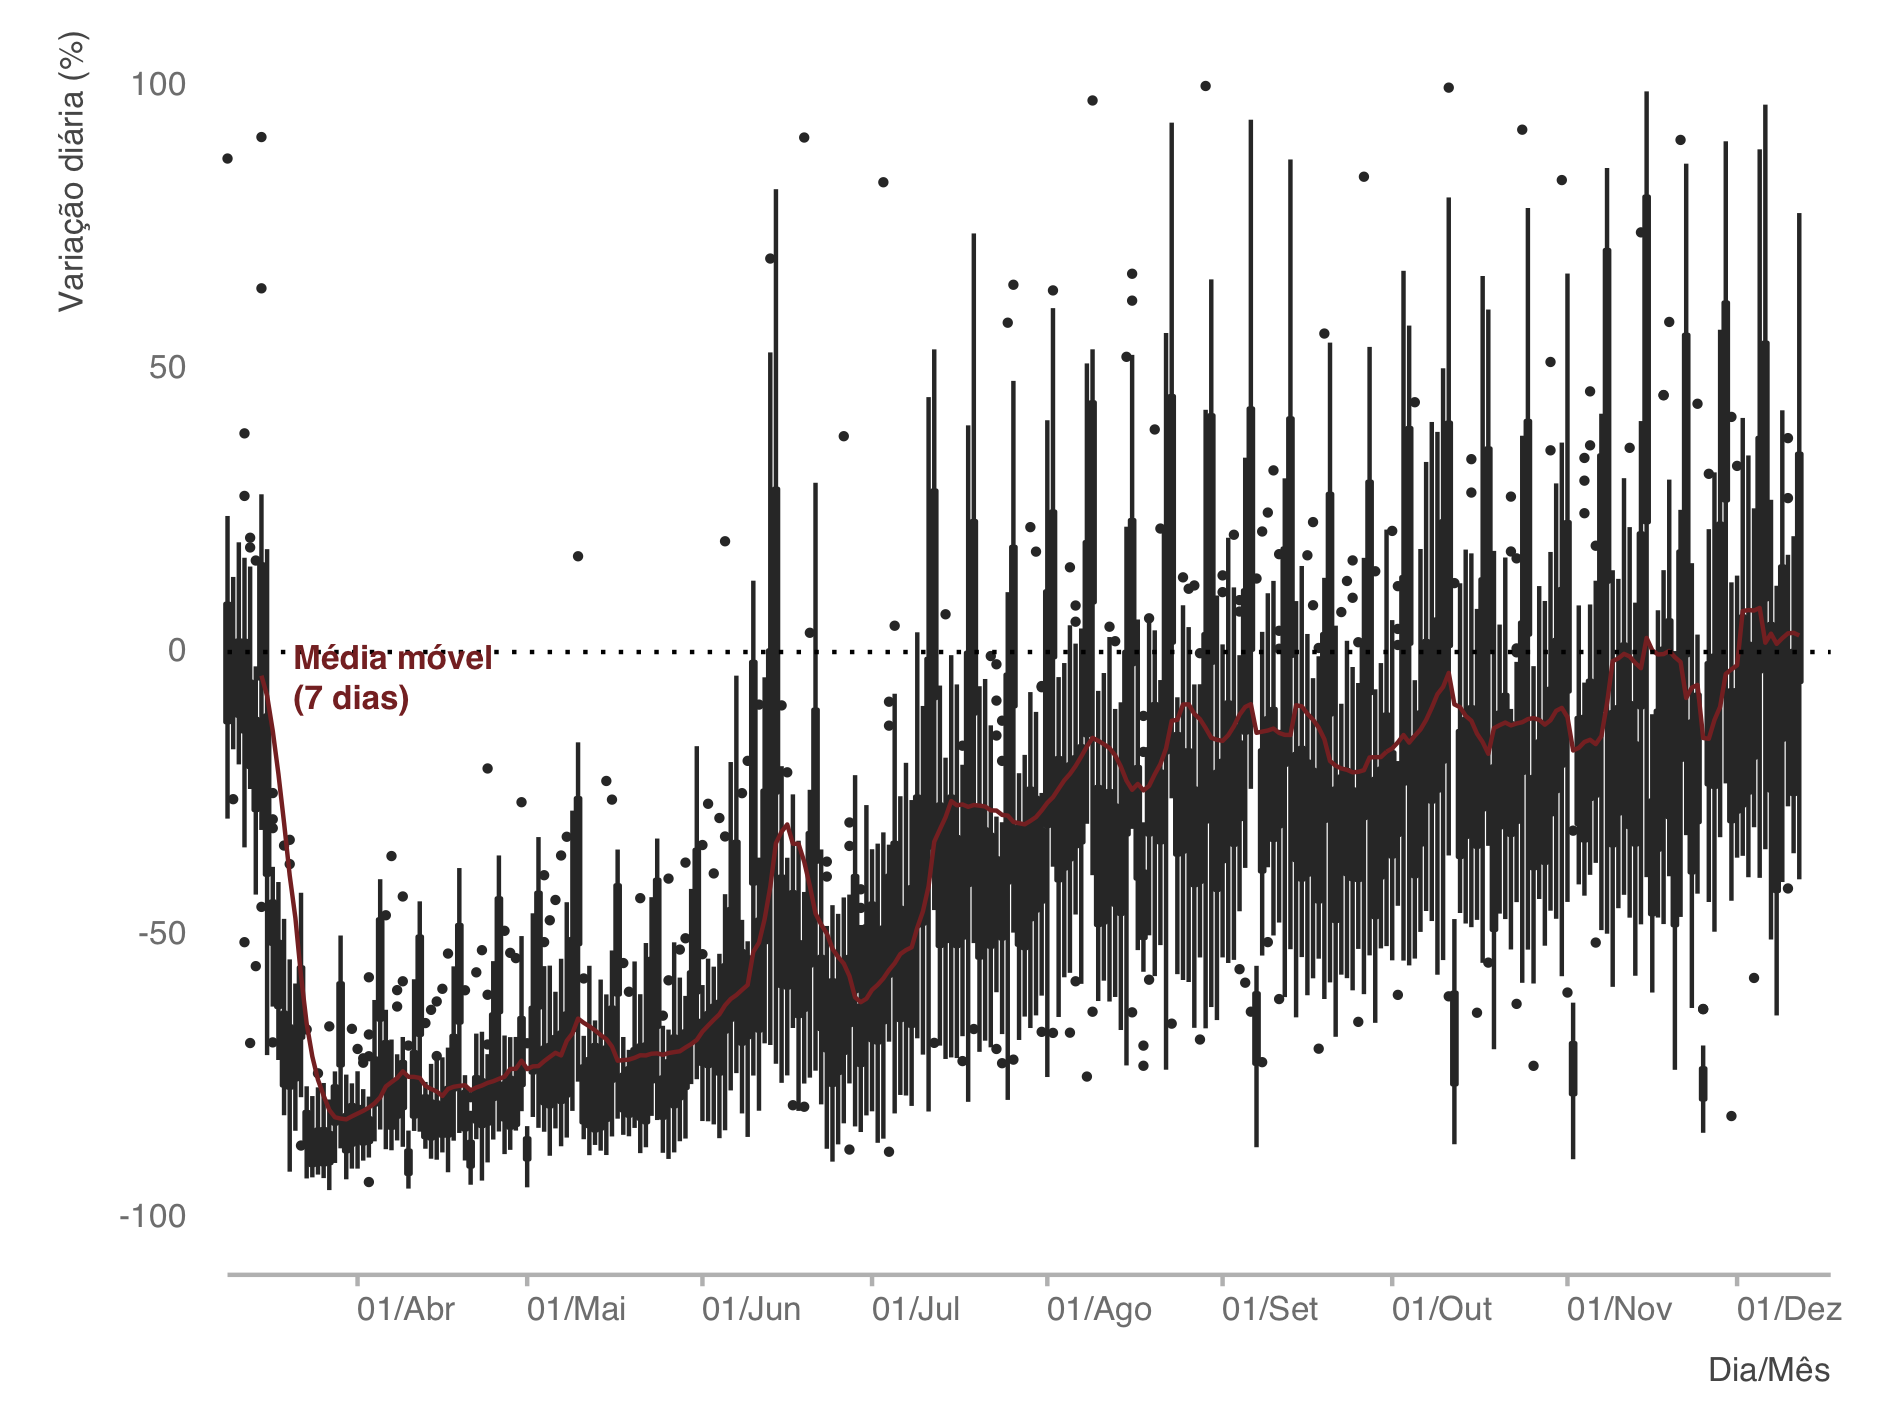 Variação diária (%)
100
50
0
-50
-100
Média móvel
(7 dias)
01/Abr
01/Mai
01/Jun
01/Jul
01/Ago
01/Set
01/Out
01/Nov
01/Dez
Dia/Mês